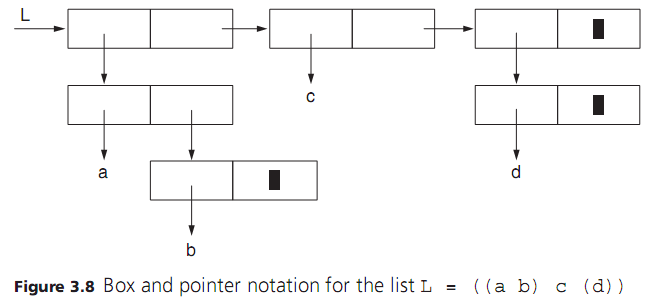 L
c
a
d
b
Figure 3.8 Box and pointer notation for the list L = ((a b) c (d))